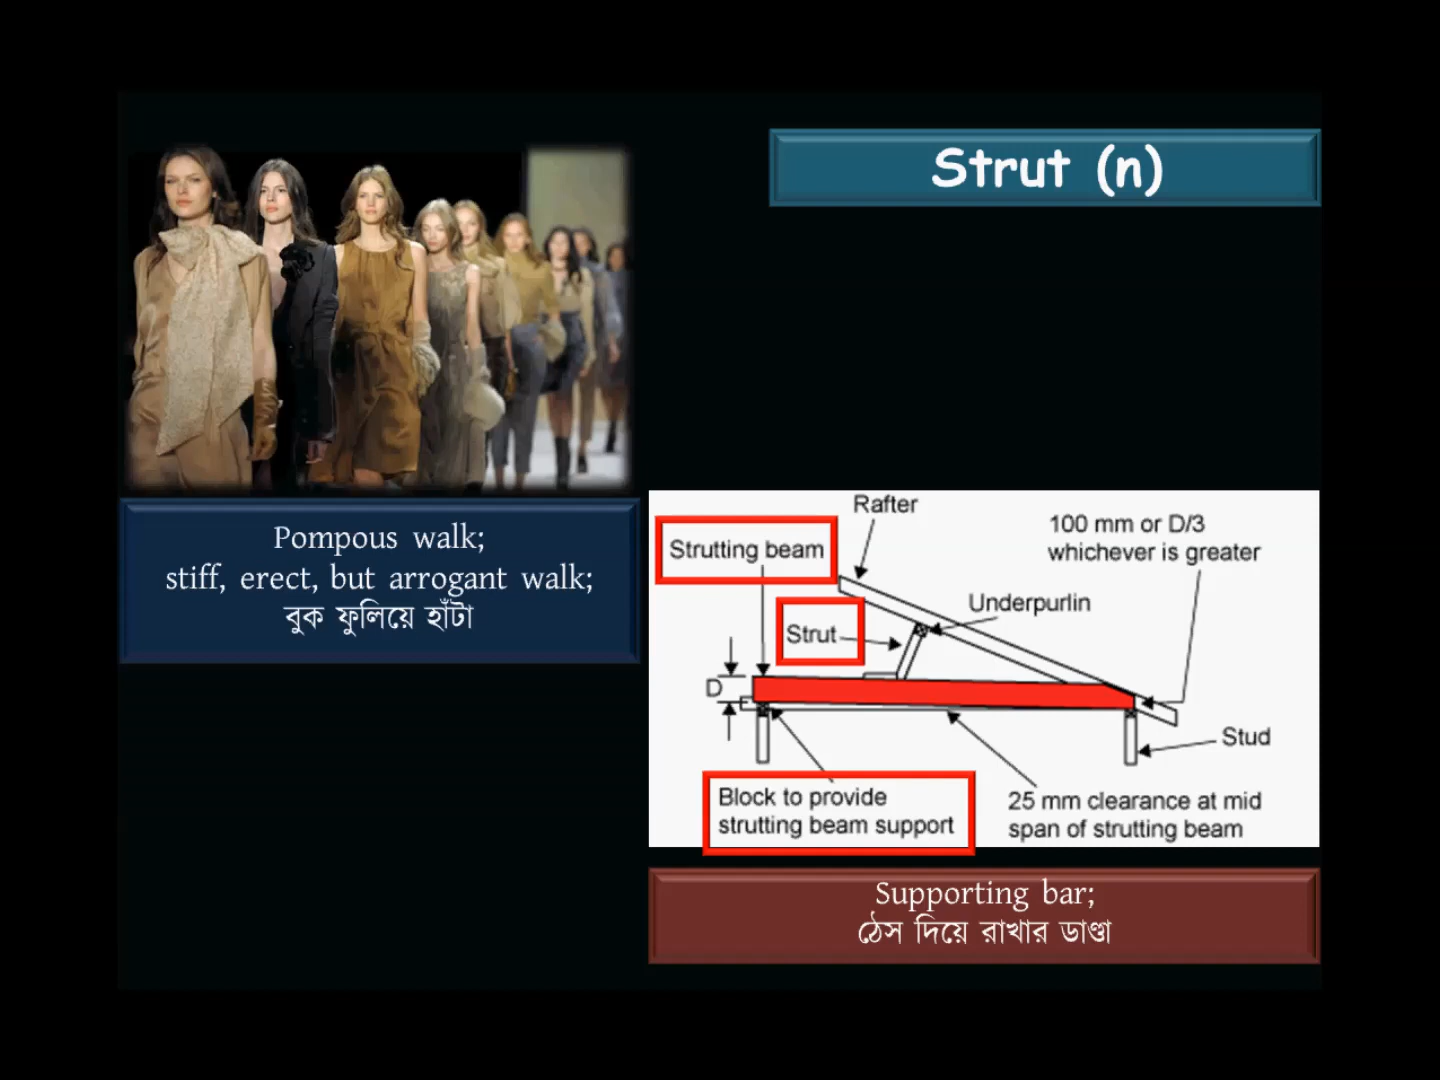 Strut (n)
Pompous walk;
stiff, erect, but arrogant walk;
বুক ফুলিয়ে হাঁটা
Rafter
100 mm or D/3
whichever is greater
Strutting beam
Underpurlin
Strut
D
Stud
Block to provide
strutting beam support
25 mm clearance at mid
span of strutting beam
Supporting bar;
ঠেস দিয়ে রাখার ডাণ্ডা